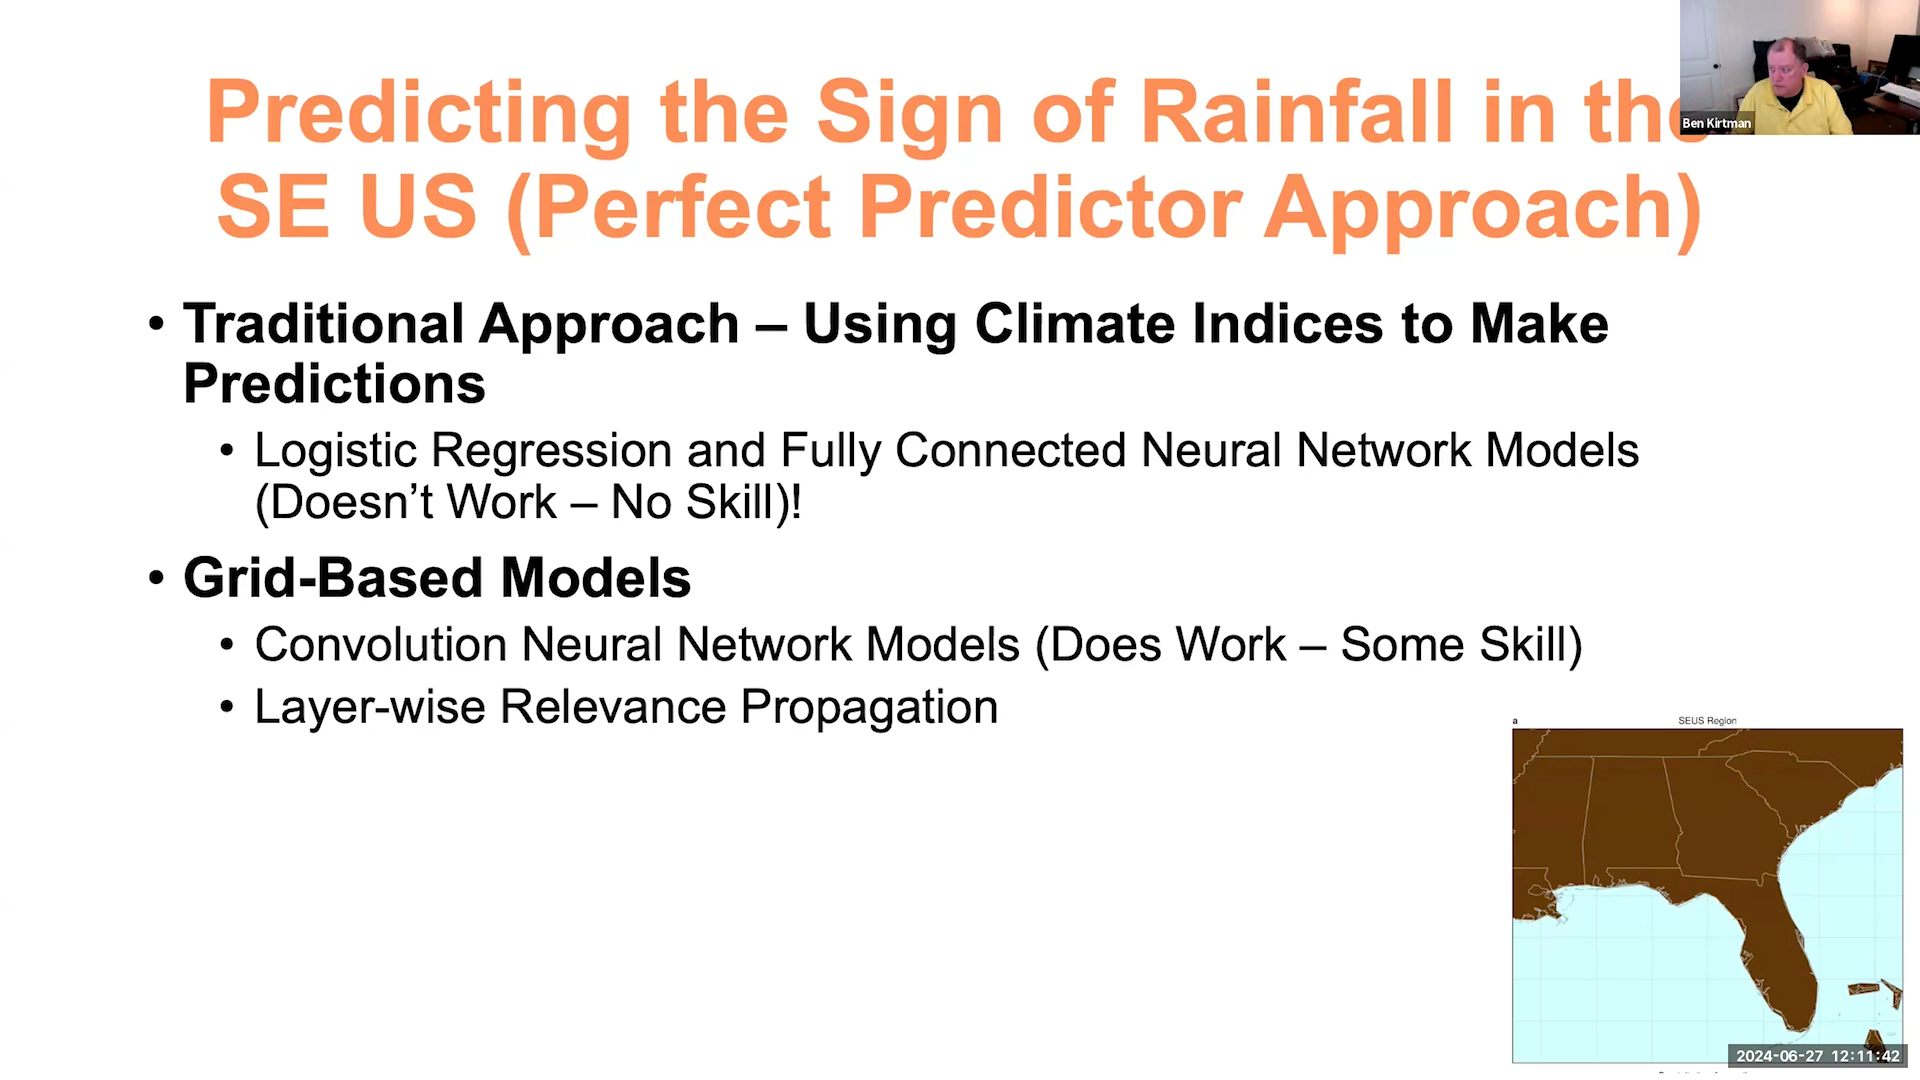 Predicting the Sign of Rainfall in the
SE US (Perfect Predictor Approach)
Ben Kirtman
• Traditional Approach – Using Climate Indices to Make
Predictions
• Logistic Regression and Fully Connected Neural Network Models
(Doesn’t Work – No Skill)!
• Grid-Based Models
• Convolution Neural Network Models (Does Work – Some Skill)
• Layer-wise Relevance Propagation
a
SEUS Region
2024-06-27 12:11:42